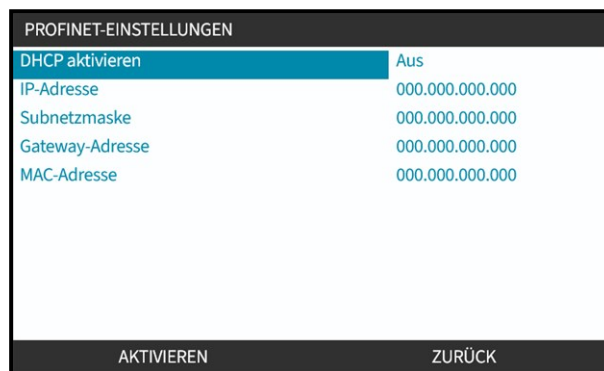 PROFINET-EINSTELLUNGEN
DHCP aktivieren Aus
IP-Adresse 000.000.000.000
Subnetzmaske 000.000.000.000
Gateway-Adresse 000.000.000.000
MAC-Adresse 000.000.000.000
AKTIVIEREN ZURÜCK